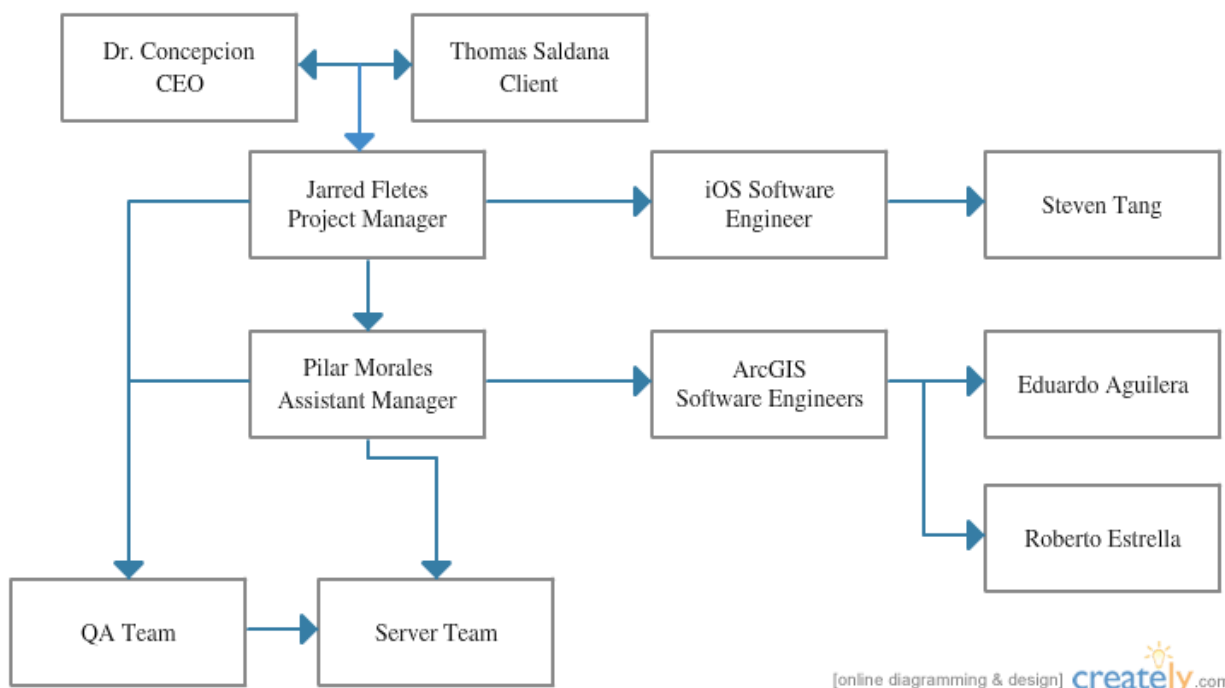 Dr. Concepcion
CEO
Thomas Saldana
Client
Jarred Fletes
Project Manager
iOS Software
Engineer
Steven Tang
Pilar Morales
Assistant Manager
ArcGIS
Software Engineers
Eduardo Aguilera
Roberto Estrella
QA Team
Server Team
[online diagramming & design] creately.com